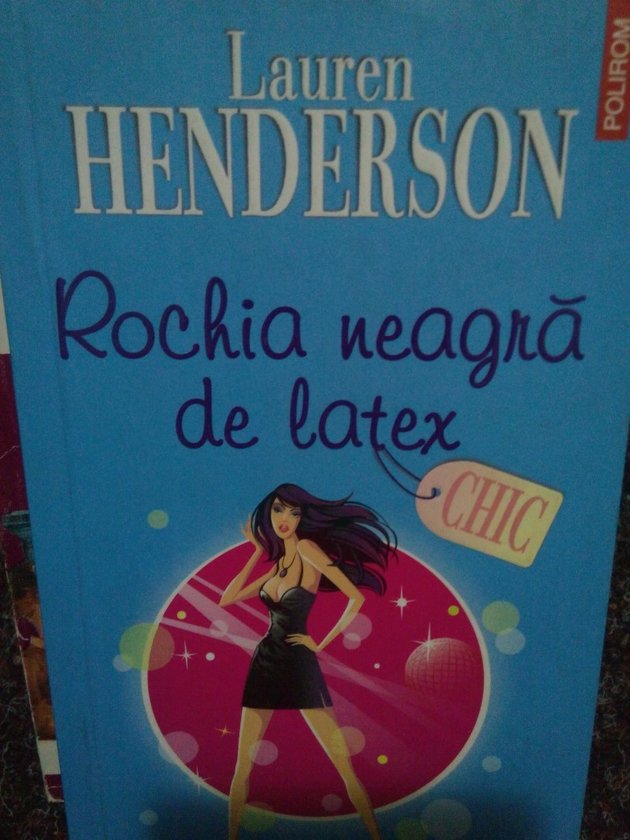 POLIROM
Lauren
HENDERSON
Rochia neagră
de latex
CHIC